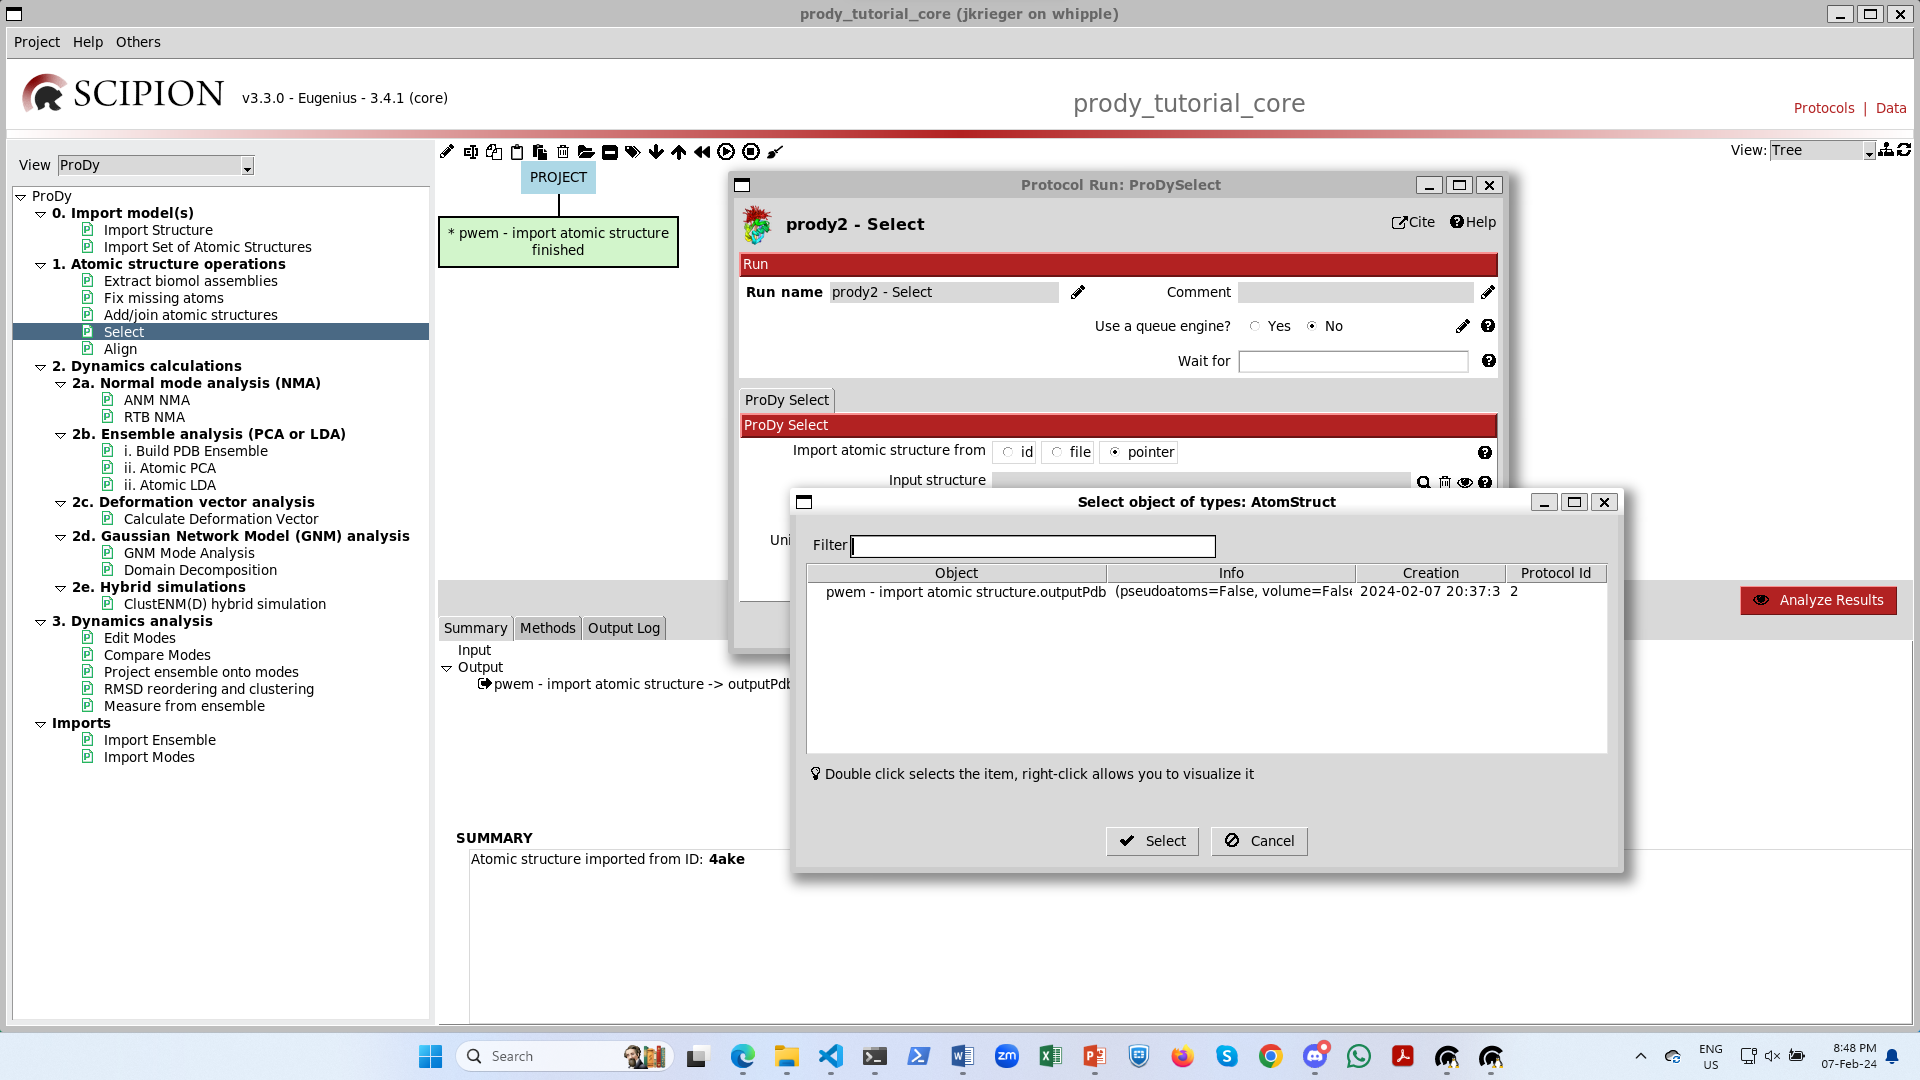 prody_tutorial_core (jkrieger on whipple)
Project Help Others
SCIPION v3.3.0 - Eugenius - 3.4.1 (core)
prody_tutorial_core
Protocols | Data
View ProDy
ProDy
0. Import model(s)
Import Structure
Import Set of Atomic Structures
1. Atomic structure operations
Extract biomol assemblies
Fix missing atoms
Add/join atomic structures
Select
Align
2. Dynamics calculations
2a. Normal mode analysis (NMA)
ANM NMA
RTB NMA
2b. Ensemble analysis (PCA or LDA)
i. Build PDB Ensemble
ii. Atomic PCA
ii. Atomic LDA
2c. Deformation vector analysis
Calculate Deformation Vector
2d. Gaussian Network Model (GNM) analysis
GNM Mode Analysis
Domain Decomposition
2e. Hybrid simulations
ClustENM(D) hybrid simulation
3. Dynamics analysis
Edit Modes
Compare Modes
Project ensemble onto modes
RMSD reordering and clustering
Measure from ensemble
Imports
Import Ensemble
Import Modes
View: Tree
PROJECT
* pwem - import atomic structure
finished
Protocol Run: ProDySelect
prody2 - Select
Cite Help
Run
Run name prody2 - Select Comment
Use a queue engine? Yes No
Wait for
ProDy Select
ProDy Select
Import atomic structure from id file pointer
Input structure
Uni
Select object of types: AtomStruct
Filter
Object Info Creation Protocol Id
pwem - import atomic structure.outputPdb (pseudoatoms=False, volume=False 2024-02-07 20:37:3 2
Double click selects the item, right-click allows you to visualize it
Select Cancel
Analyze Results
Summary Methods Output Log
Input
Output
pwem - import atomic structure -> outputPdb
SUMMARY
Atomic structure imported from ID: 4ake
Search
ENG
US
8:48 PM
07-Feb-24